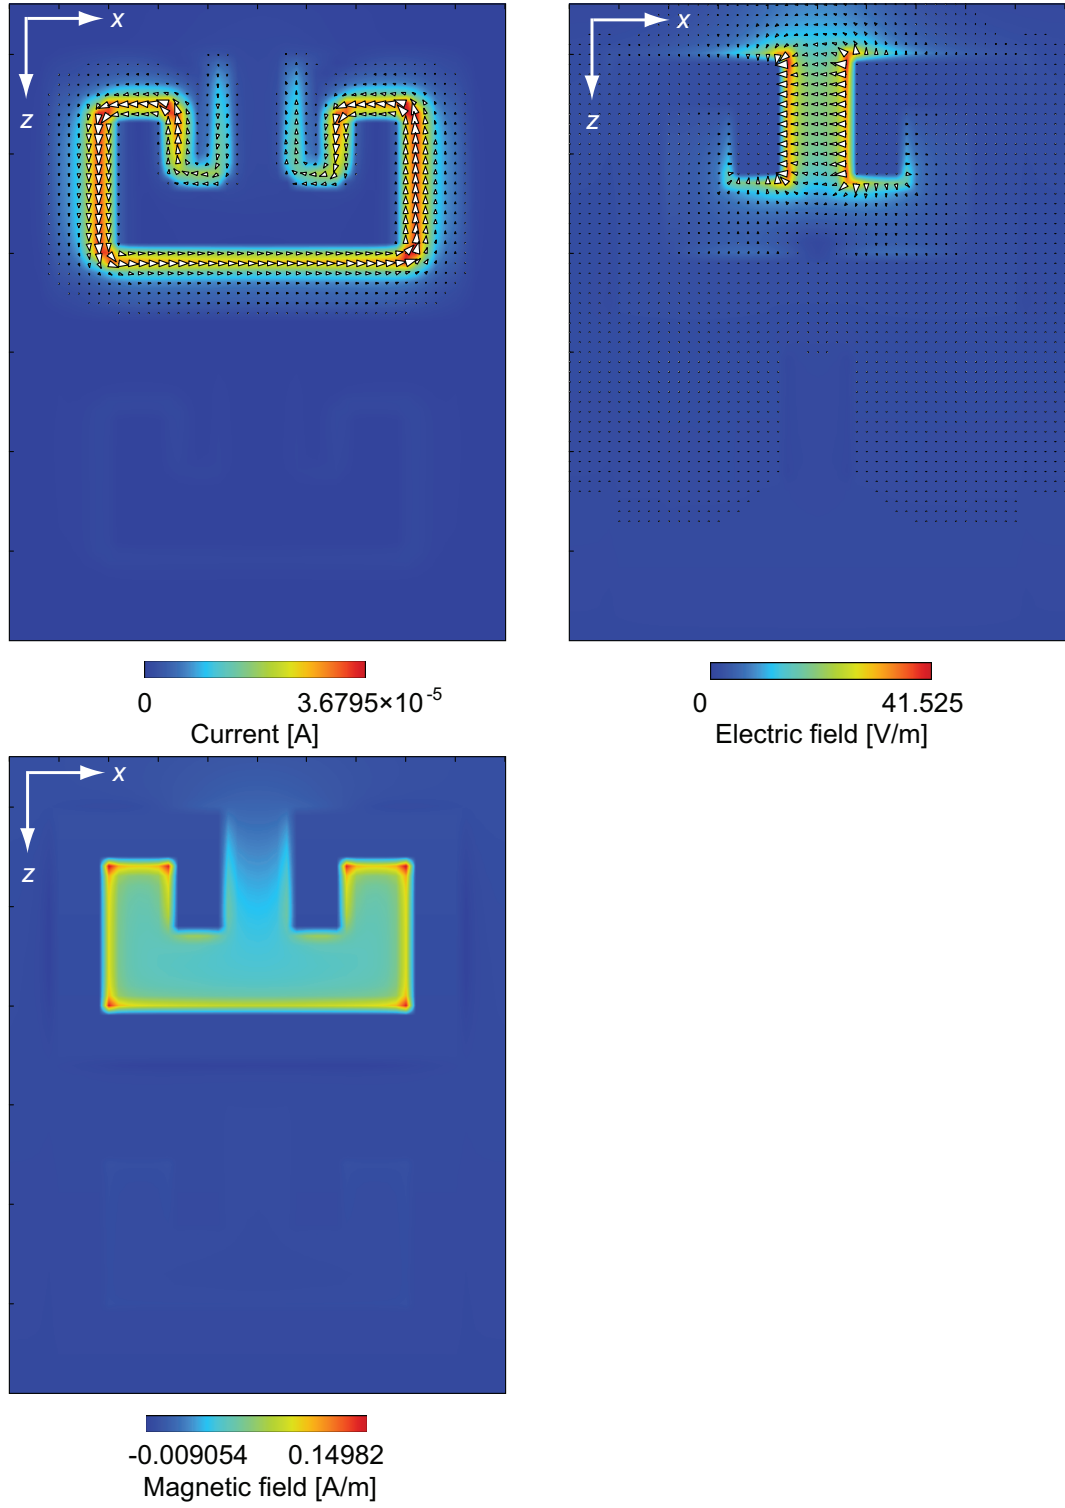 x
z
x
z
0 3.6795×10⁻⁵
Current [A]
0 41.525
Electric field [V/m]
x
z
-0.009054 0.14982
Magnetic field [A/m]